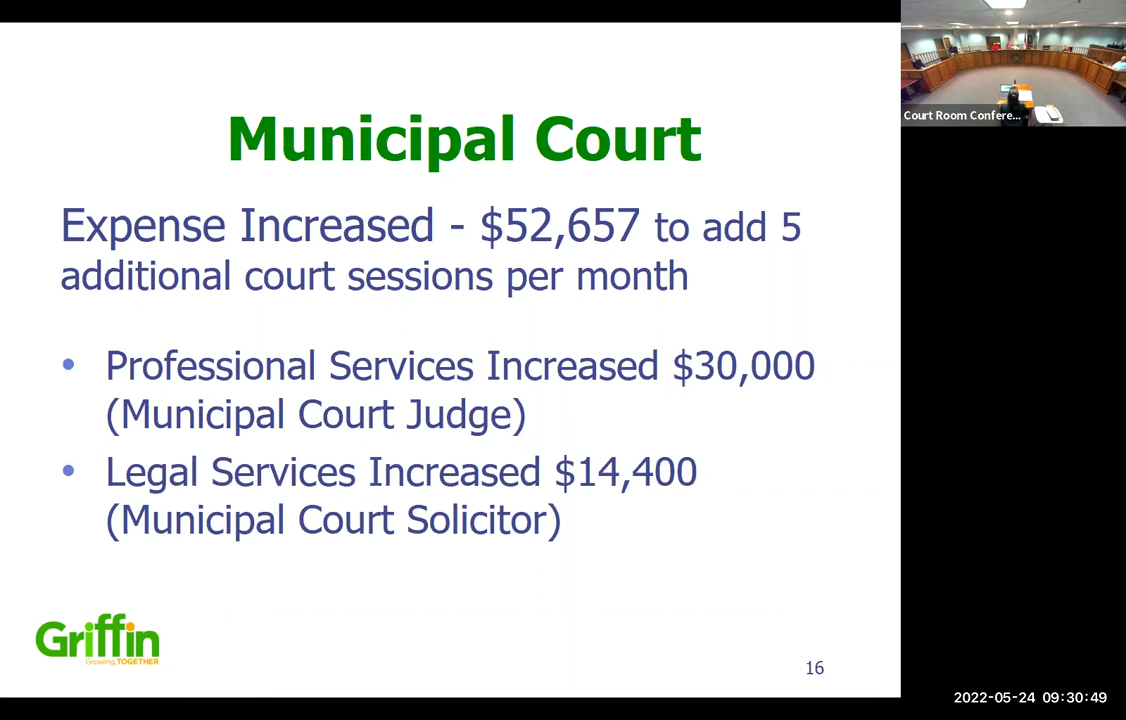 Municipal Court
Expense Increased - $52,657 to add 5
additional court sessions per month
• Professional Services Increased $30,000
(Municipal Court Judge)
• Legal Services Increased $14,400
(Municipal Court Solicitor)
Griffin
Growing TOGETHER
16
Court Room Confere...
2022-05-24 09:30:49